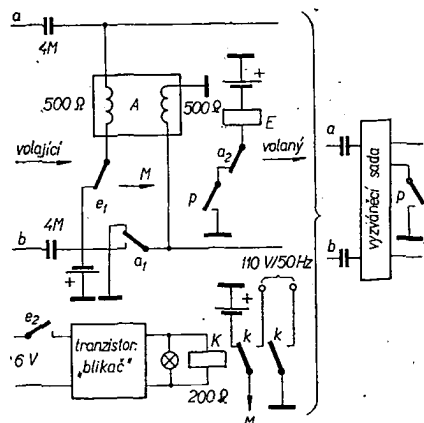 a
4M
500 Ω
A
500 Ω
+
E
a₂
volající
M
volaný
e₁
p
b
4M
a₁
+
110 V/50Hz
e₂
6 V
tranzistor.
"blikač"
K
200 Ω
+
k
k
M
a
b
vyzváněcí sada
p